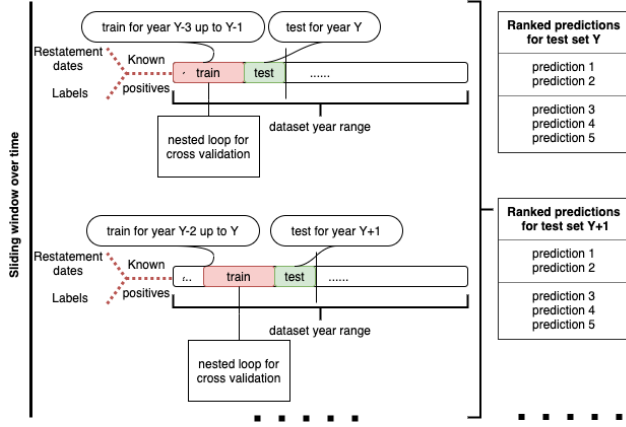 train for year Y-3 up to Y-1
test for year Y
Restatement
dates
Known
Labels
positives
train
test
......
dataset year range
nested loop for
cross validation
Ranked predictions
for test set Y
prediction 1
prediction 2
prediction 3
prediction 4
prediction 5
Sliding window over time
train for year Y-2 up to Y
test for year Y+1
Restatement
dates
Known
Labels
positives
...
train
test
......
dataset year range
nested loop for
cross validation
Ranked predictions
for test set Y+1
prediction 1
prediction 2
prediction 3
prediction 4
prediction 5